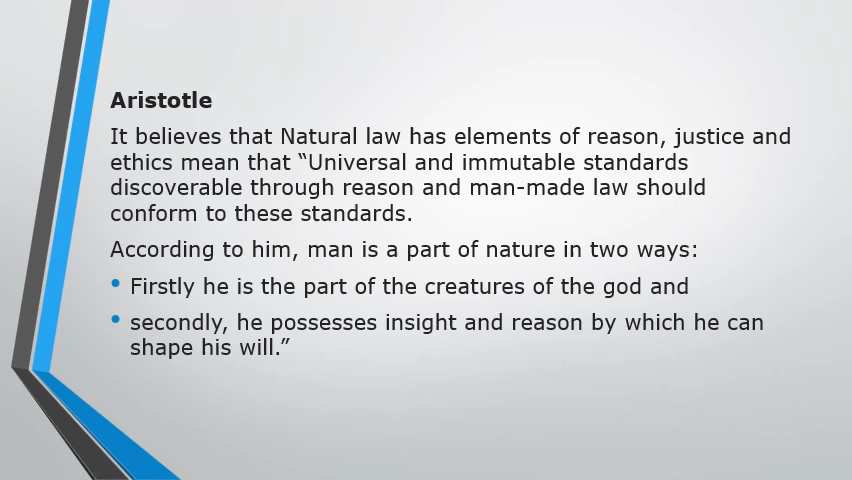 Aristotle
It believes that Natural law has elements of reason, justice and
ethics mean that “Universal and immutable standards
discoverable through reason and man-made law should
conform to these standards.
According to him, man is a part of nature in two ways:
• Firstly he is the part of the creatures of the god and
• secondly, he possesses insight and reason by which he can
shape his will.”